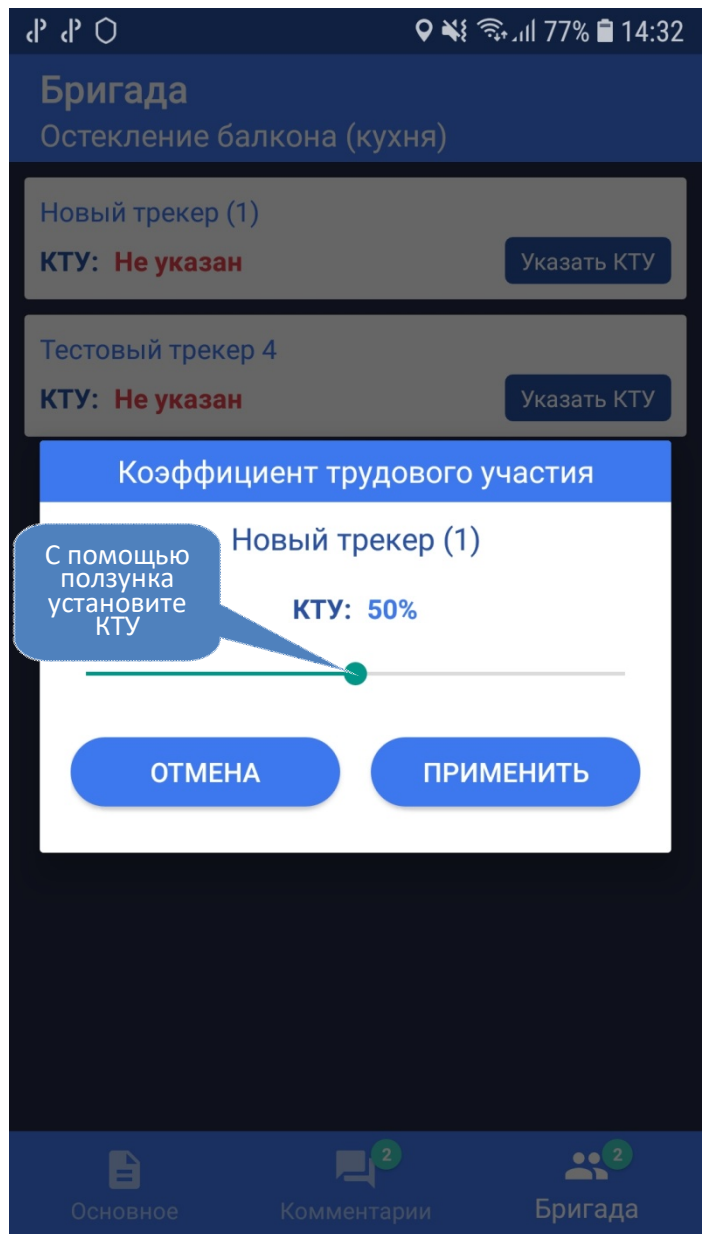 77% 14:32
Бригада
Остекление балкона (кухня)
Новый трекер (1)
КТУ: Не указан
Указать КТУ
Тестовый трекер 4
КТУ: Не указан
Указать КТУ
Коэффициент трудового участия
Новый трекер (1)
С помощью
ползунка
установите
КТУ
КТУ: 50%
ОТМЕНА
ПРИМЕНИТЬ
2
2
Основное
Комментарии
Бригада